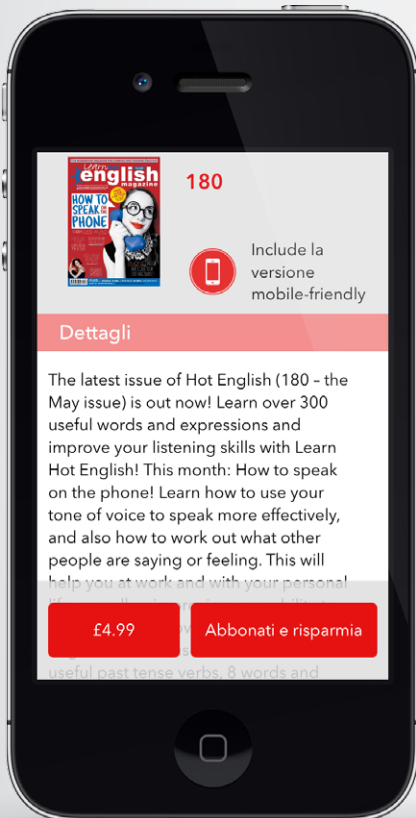 Learn
english
magazine
HOW TO
SPEAK ON THE
PHONE
180
Include la
versione
mobile-friendly
Dettagli
The latest issue of Hot English (180 – the
May issue) is out now! Learn over 300
useful words and expressions and
improve your listening skills with Learn
Hot English! This month: How to speak
on the phone! Learn how to use your
tone of voice to speak more effectively,
and also how to work out what other
people are saying or feeling. This will
help you at work and with your personal
£4.99
Abbonati e risparmia
useful past tense verbs, 8 words and